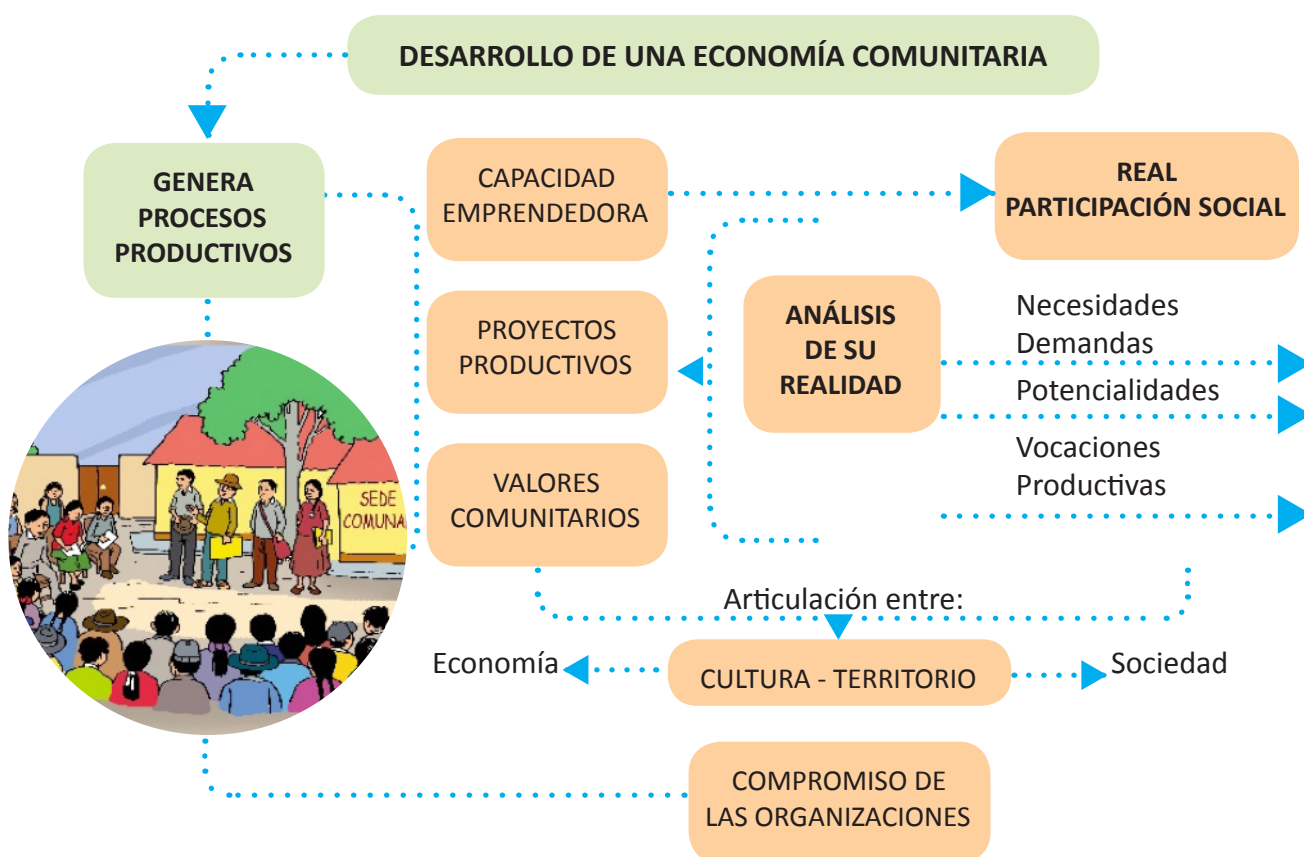 DESARROLLO DE UNA ECONOMÍA COMUNITARIA
GENERA
PROCESOS
PRODUCTIVOS
CAPACIDAD
EMPRENDEDORA
REAL
PARTICIPACIÓN SOCIAL
PROYECTOS
PRODUCTIVOS
ANÁLISIS
DE SU
REALIDAD
Necesidades
Demandas
Potencialidades
Vocaciones
Productivas
VALORES
COMUNITARIOS
SEDE
COMUNA
Articulación entre:
Economía
CULTURA - TERRITORIO
Sociedad
COMPROMISO DE
LAS ORGANIZACIONES